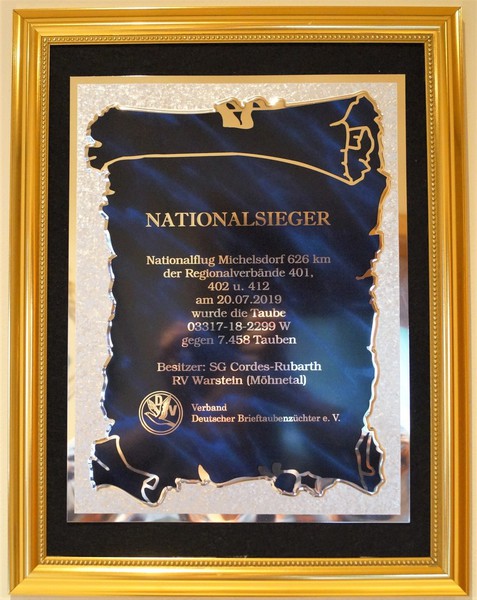 NATIONALSIEGER
Nationalflug Michelsdorf 626 km
der Regionalverbände 401,
402 u. 412
am 20.07.2019
wurde die Taube
03317-18-2299 W
gegen 7.458 Tauben
Besitzer: SG Cordes-Rubarth
RV Warstein (Möhnetal)
Verband
Deutscher Brieftaubenzüchter e. V.